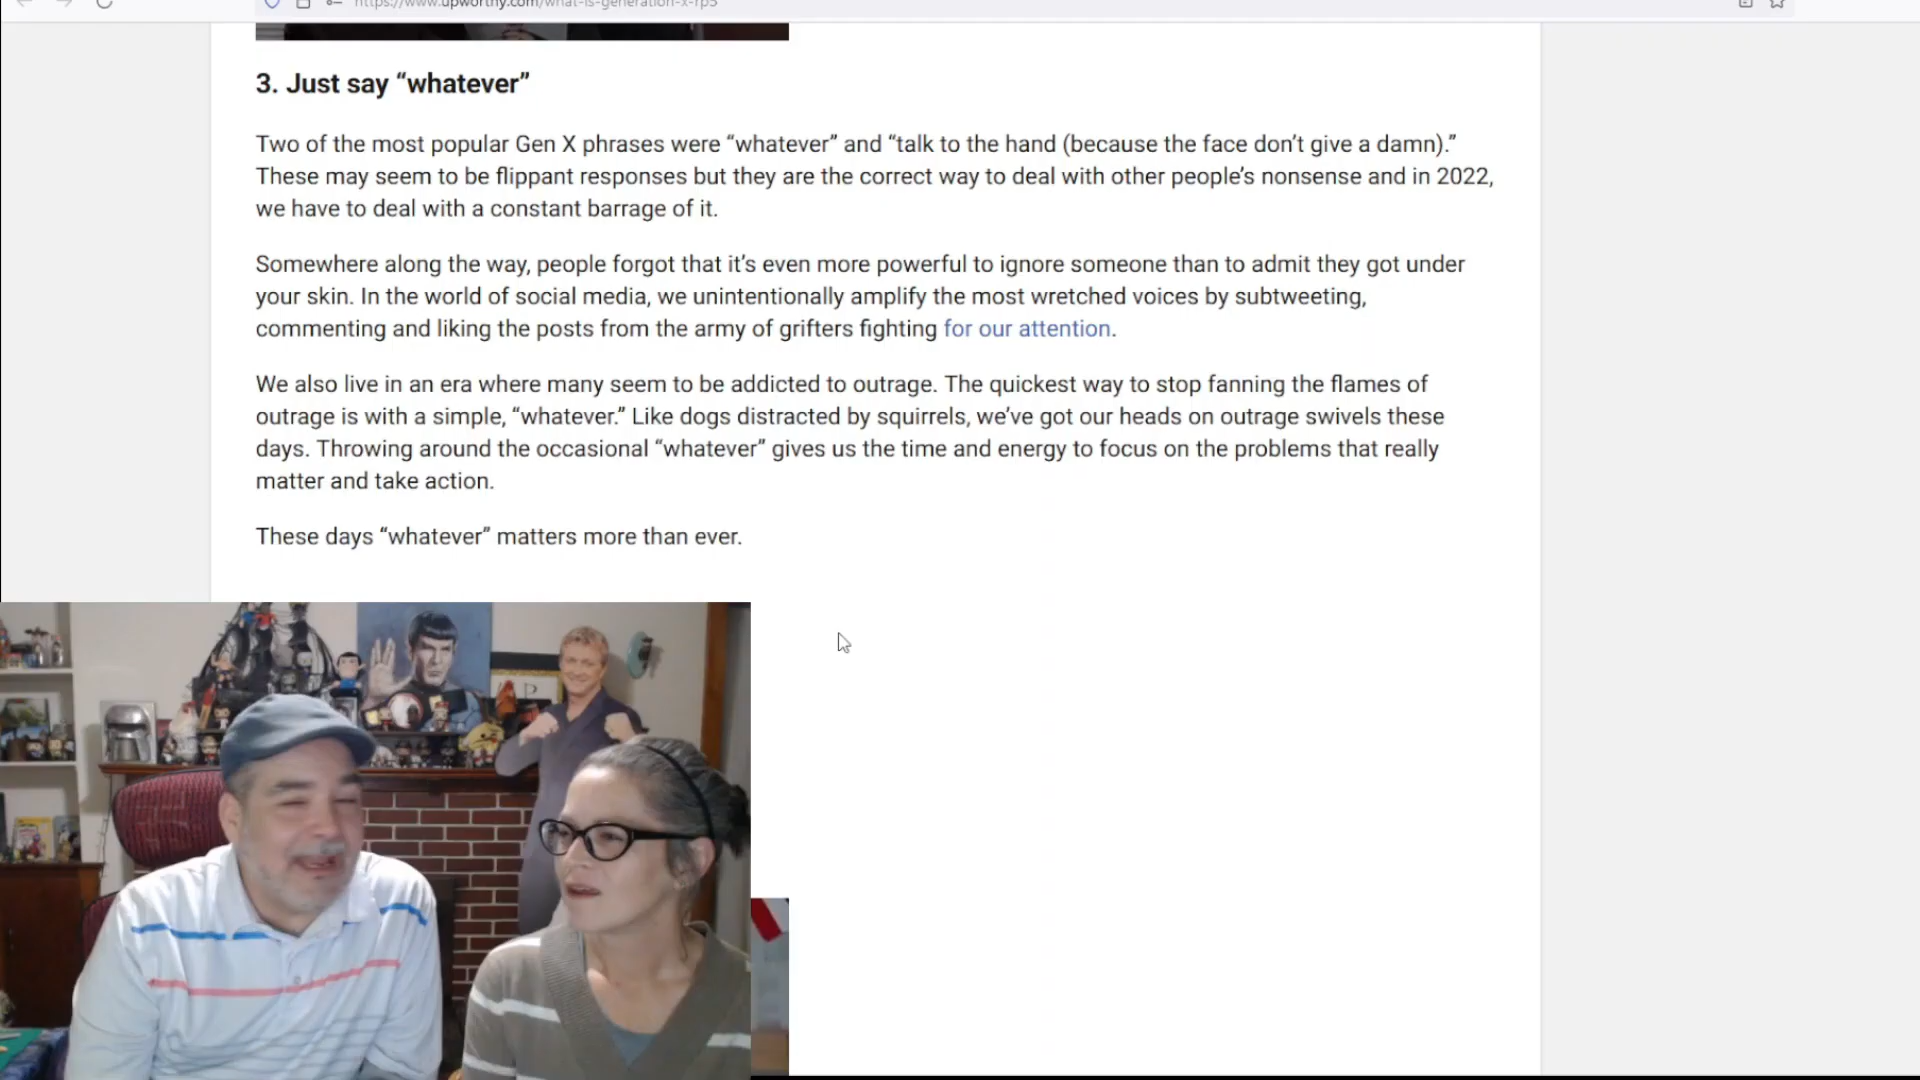 https://www.upworthy.com/what-is-generation-x-rp5
3. Just say “whatever”
Two of the most popular Gen X phrases were “whatever” and “talk to the hand (because the face don’t give a damn).”
These may seem to be flippant responses but they are the correct way to deal with other people’s nonsense and in 2022,
we have to deal with a constant barrage of it.
Somewhere along the way, people forgot that it’s even more powerful to ignore someone than to admit they got under
your skin. In the world of social media, we unintentionally amplify the most wretched voices by subtweeting,
commenting and liking the posts from the army of grifters fighting for our attention.
We also live in an era where many seem to be addicted to outrage. The quickest way to stop fanning the flames of
outrage is with a simple, “whatever.” Like dogs distracted by squirrels, we’ve got our heads on outrage swivels these
days. Throwing around the occasional “whatever” gives us the time and energy to focus on the problems that really
matter and take action.
These days “whatever” matters more than ever.